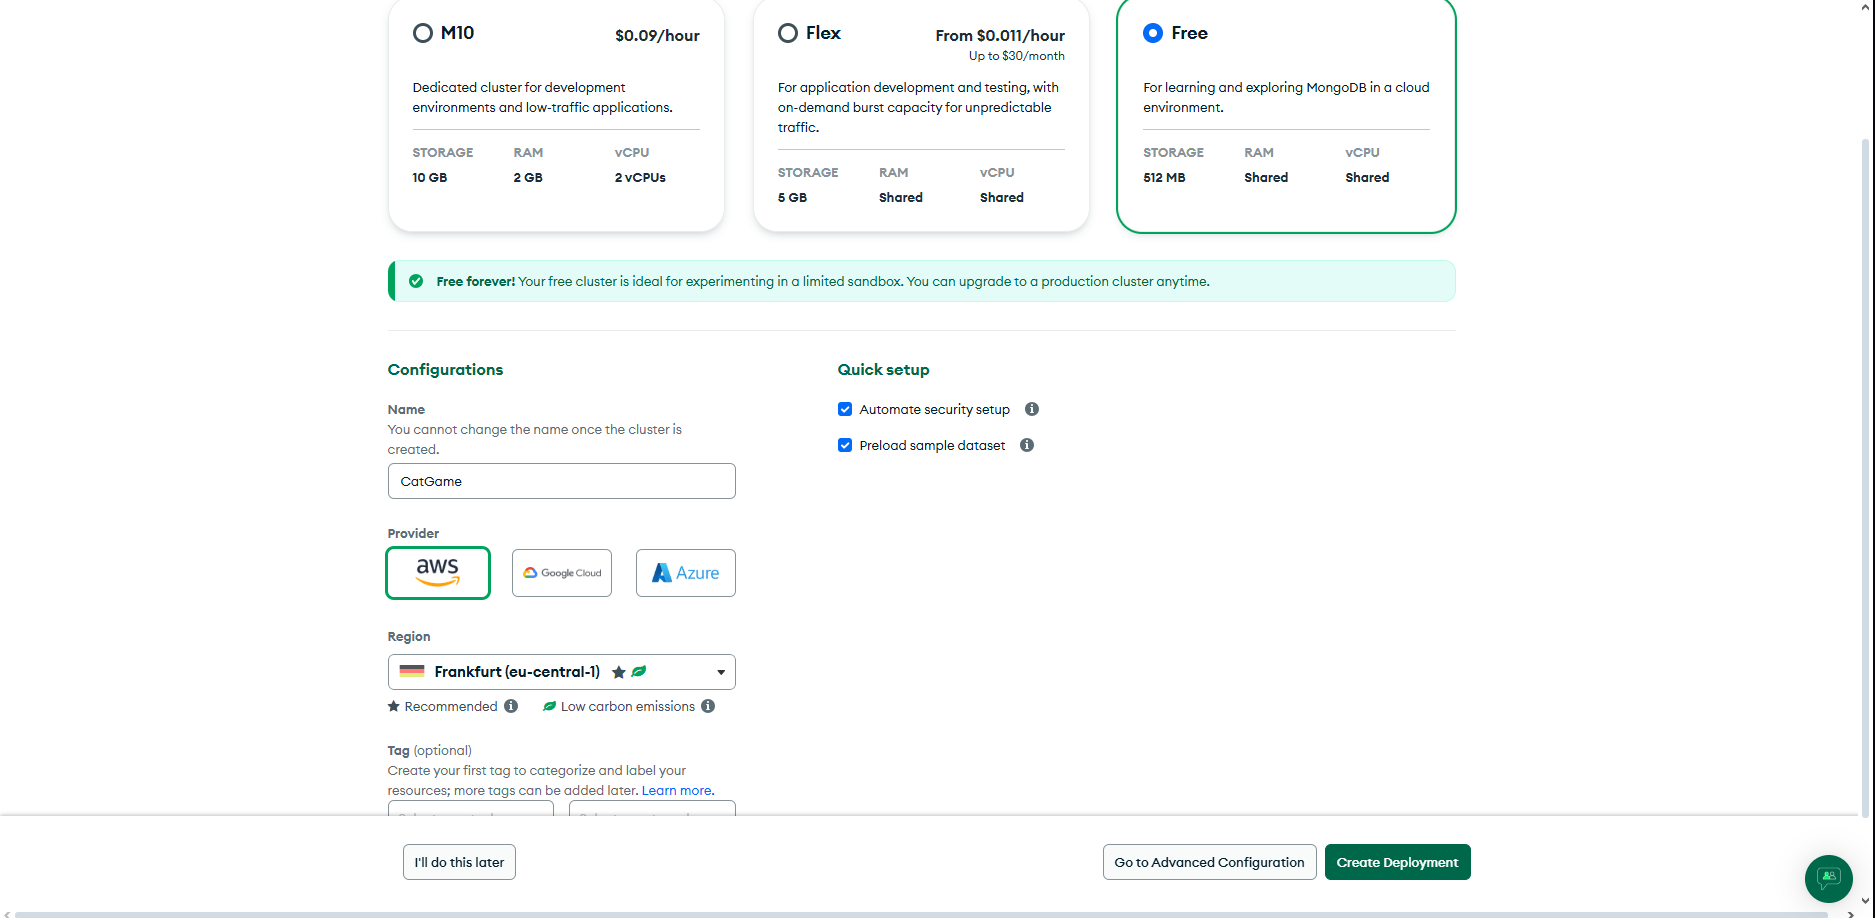 M10
$0.09/hour
Dedicated cluster for development
environments and low-traffic applications.
STORAGE RAM vCPU
10 GB 2 GB 2 vCPUs
Flex
From $0.011/hour
Up to $30/month
For application development and testing, with
on-demand burst capacity for unpredictable
traffic.
STORAGE RAM vCPU
5 GB Shared Shared
Free
For learning and exploring MongoDB in a cloud
environment.
STORAGE RAM vCPU
512 MB Shared Shared
Free forever! Your free cluster is ideal for experimenting in a limited sandbox. You can upgrade to a production cluster anytime.
Configurations
Name
You cannot change the name once the cluster is
created.
CatGame
Provider
aws
Google Cloud
Azure
Region
Frankfurt (eu-central-1)
Recommended
Low carbon emissions
Tag (optional)
Create your first tag to categorize and label your
resources; more tags can be added later. Learn more.
Quick setup
Automate security setup
Preload sample dataset
I'll do this later
Go to Advanced Configuration
Create Deployment